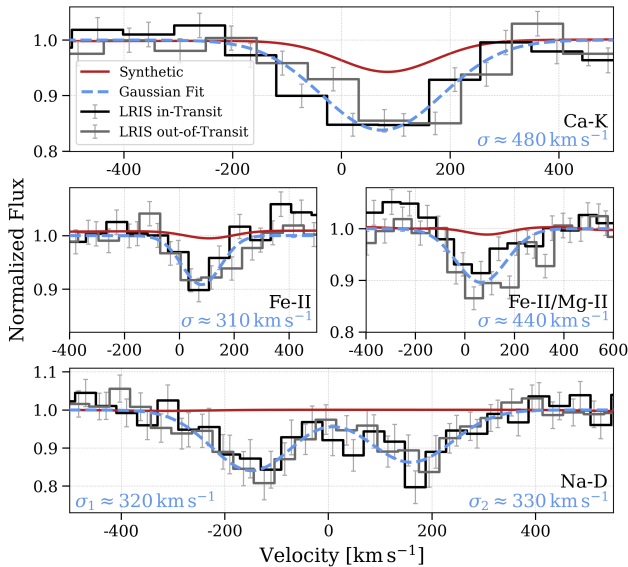 1.0
0.9
0.8
Synthetic
Gaussian Fit
LRIS in-Transit
LRIS out-of-Transit
Ca-K
σ ≈ 480 km s⁻¹
-400 -200 0 200 400
Normalized Flux
1.0
0.9
Fe-II
σ ≈ 310 km s⁻¹
-400 -200 0 200 400
1.0
0.9
0.8
Fe-II/Mg-II
σ ≈ 440 km s⁻¹
-400 -200 0 200 400 600
1.1
1.0
0.9
0.8
Na-D
σ₁ ≈ 320 km s⁻¹
σ₂ ≈ 330 km s⁻¹
-400 -200 0 200 400
Velocity [km s⁻¹]